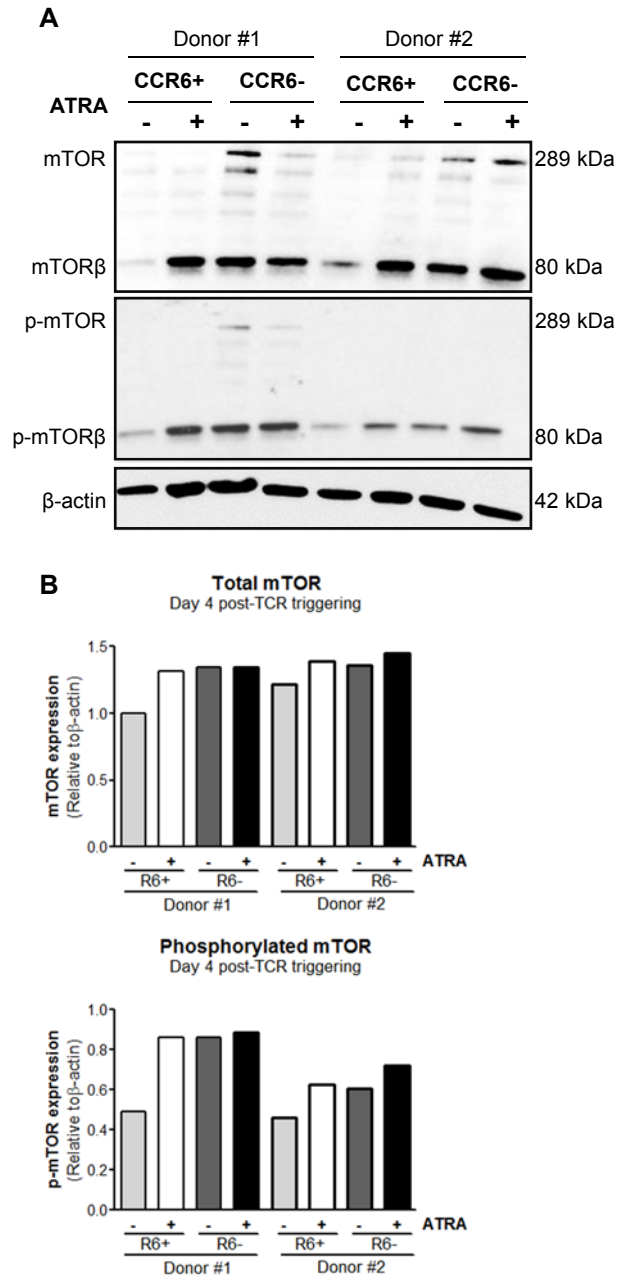 A
Donor #1 Donor #2
CCR6+ CCR6- CCR6+ CCR6-
ATRA - + - + - + - +
mTOR 289 kDa
mTORβ 80 kDa
p-mTOR 289 kDa
p-mTORβ 80 kDa
β-actin 42 kDa
B
Total mTOR
Day 4 post-TCR triggering
mTOR expression
(Relative toβ-actin)
1.5
1.0
0.5
0.0
- + - + - + - + ATRA
R6+ R6- R6+ R6-
Donor #1 Donor #2
Phosphorylated mTOR
Day 4 post-TCR triggering
p-mTOR expression
(Relative toβ-actin)
1.0
0.8
0.6
0.4
0.2
0.0
- + - + - + - + ATRA
R6+ R6- R6+ R6-
Donor #1 Donor #2